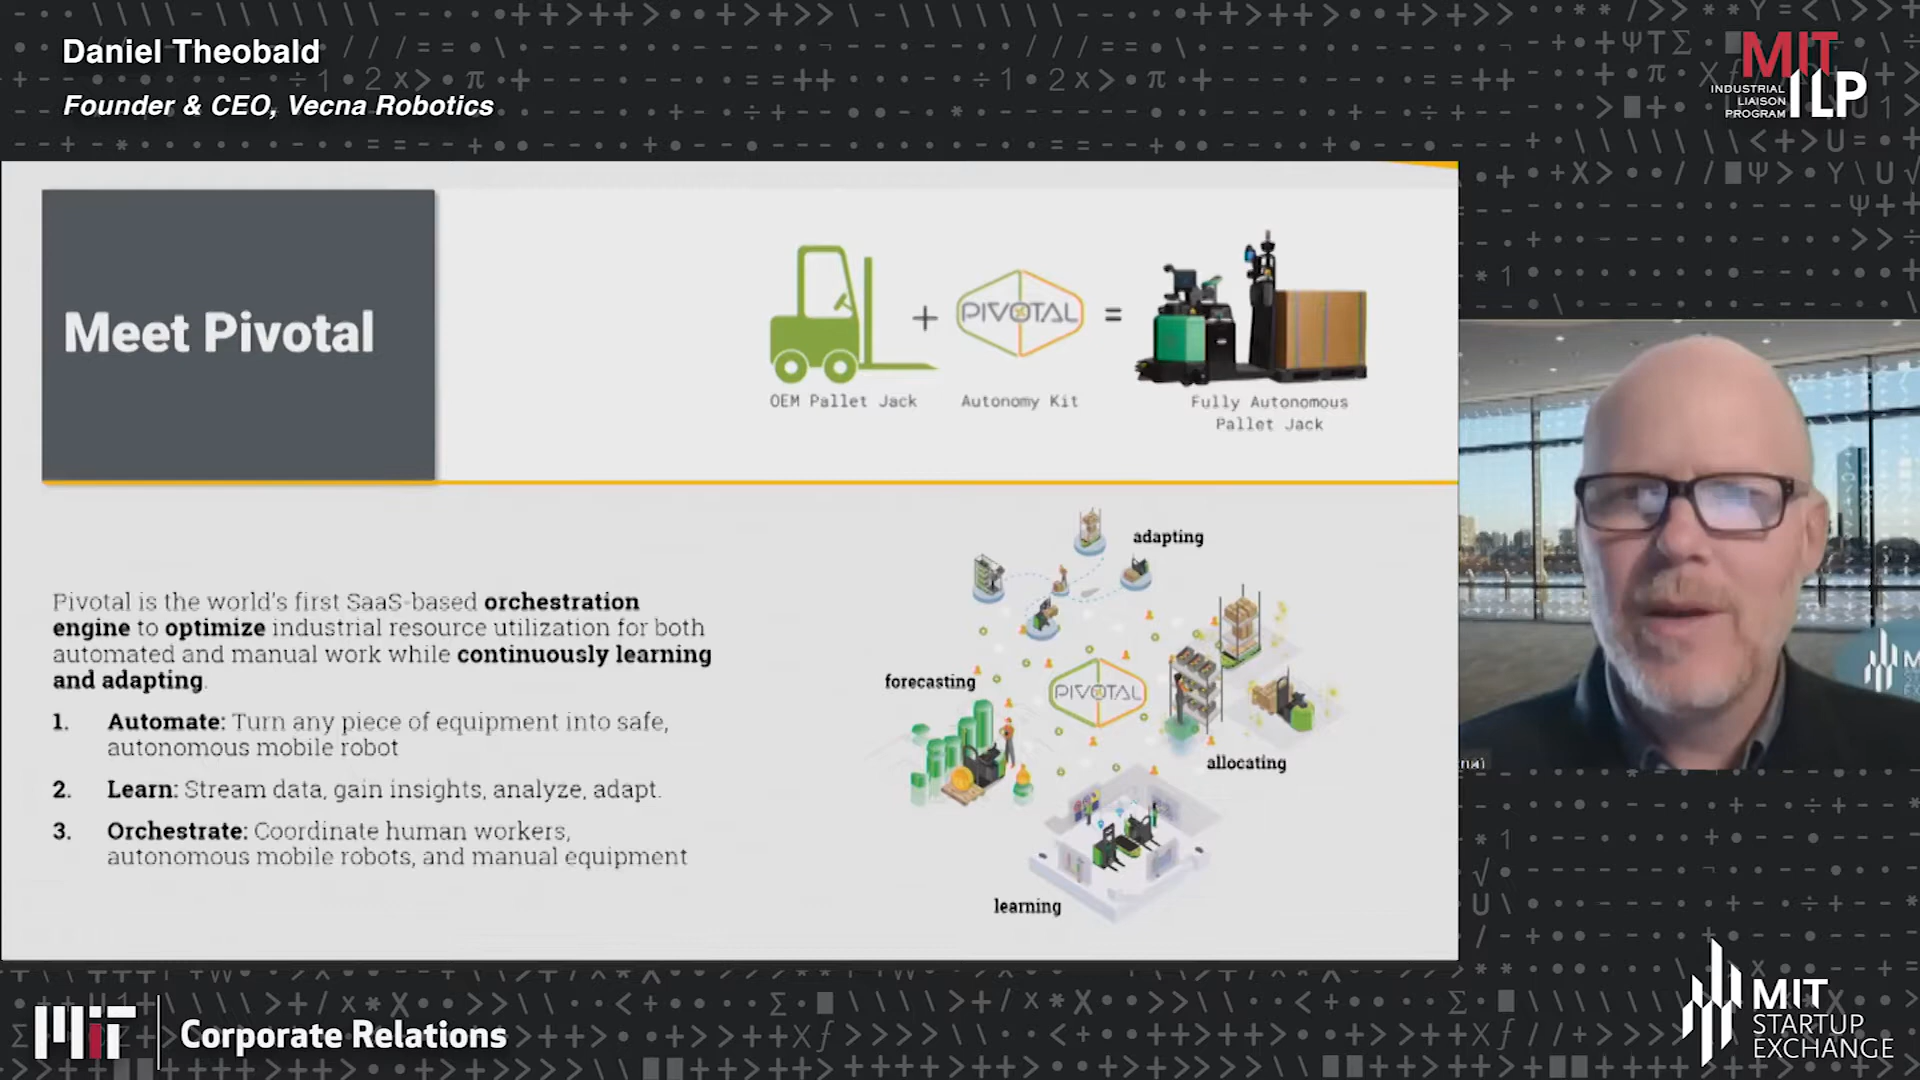 Daniel Theobald
Founder & CEO, Vecna Robotics
MIT
ILP
INDUSTRIAL
LIAISON
PROGRAM
Meet Pivotal
+
PIVOTAL
=
OEM Pallet Jack
Autonomy Kit
Fully Autonomous
Pallet Jack
Pivotal is the world's first SaaS-based orchestration
engine to optimize industrial resource utilization for both
automated and manual work while continuously learning
and adapting.
1. Automate: Turn any piece of equipment into safe,
autonomous mobile robot
2. Learn: Stream data, gain insights, analyze, adapt.
3. Orchestrate: Coordinate human workers,
autonomous mobile robots, and manual equipment
adapting
forecasting
PIVOTAL
allocating
learning
MIT
Corporate Relations
MIT
STARTUP
EXCHANGE